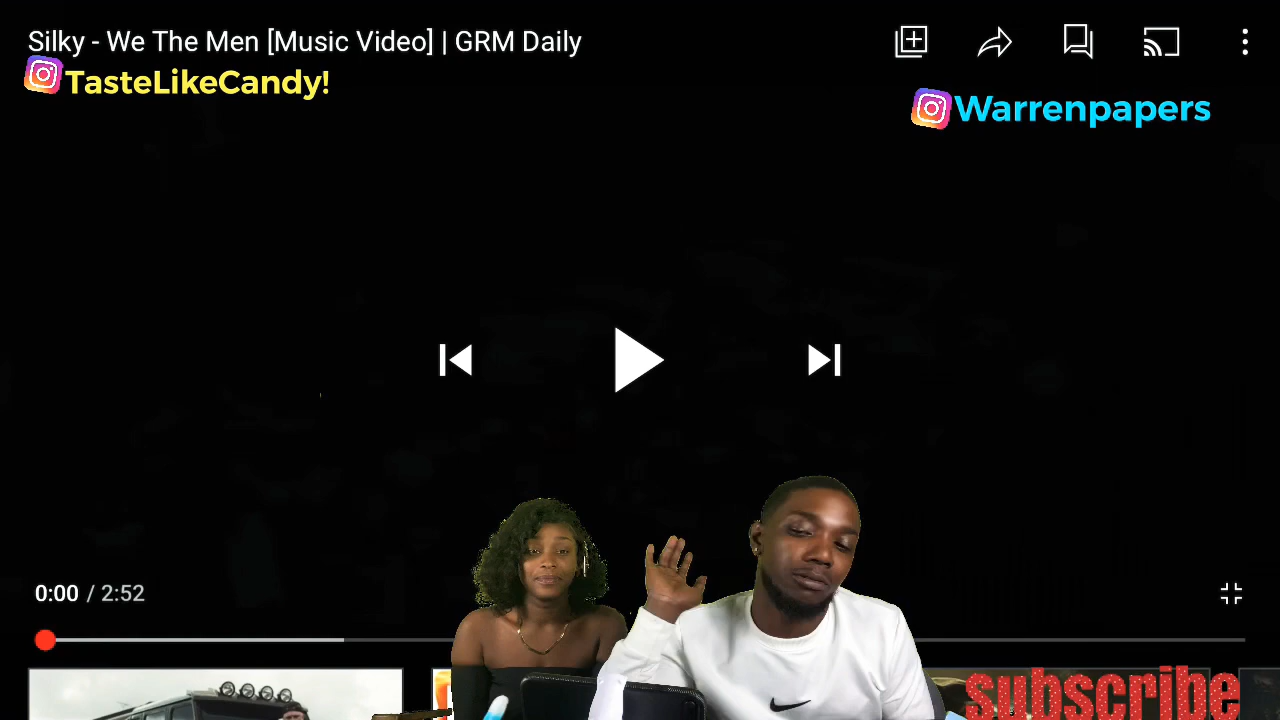 Silky - We The Men [Music Video] | GRM Daily
TasteLikeCandy!
Warrenpapers
0:00 / 2:52
subscribe